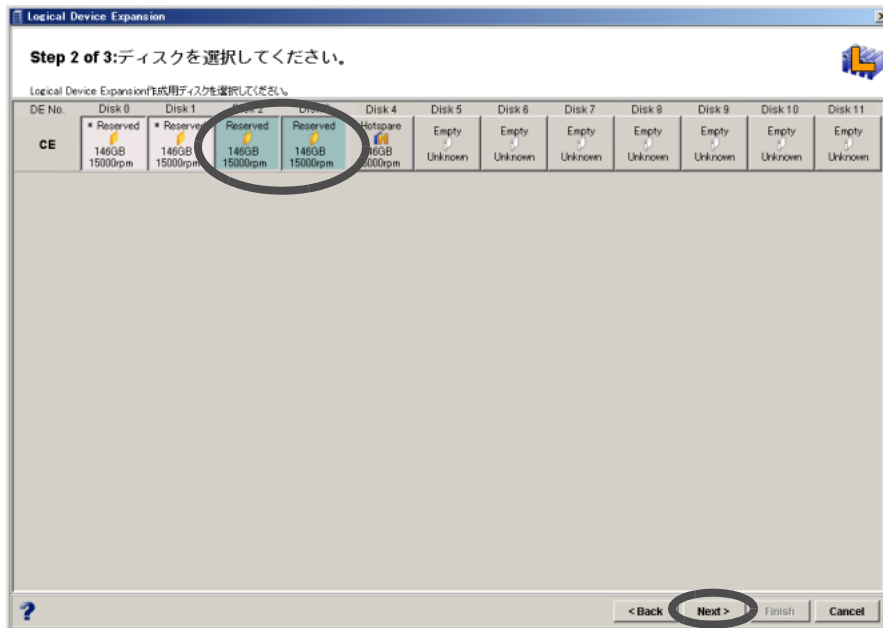 Logical Device Expansion
Step 2 of 3:ディスクを選択してください。
Logical Device Expansion作成用ディスクを選択してください。
DE No. Disk 0 Disk 1 Disk 4 Disk 5 Disk 6 Disk 7 Disk 8 Disk 9 Disk 10 Disk 11
* Reserved * Reserved Reserved Reserved Hotspare Empty Empty Empty Empty Empty Empty Empty
CE
146GB 146GB 146GB 146GB 146GB Unknown Unknown Unknown Unknown Unknown Unknown Unknown
15000rpm 15000rpm 15000rpm 15000rpm 15000rpm
? < Back Next > Finish Cancel